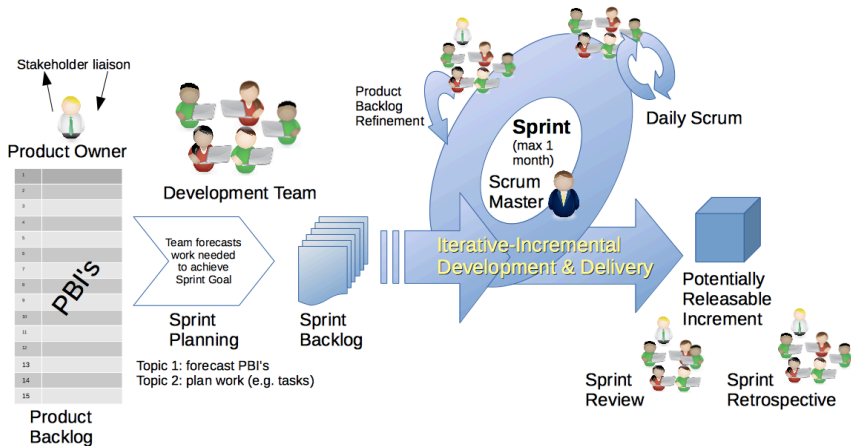 Stakeholder liaison
Product Owner
1
2
3
4
5
6
7
8
9
10
11
12
13
14
15
PBI's
Product
Backlog
Development Team
Team forecasts
work needed
to achieve
Sprint Goal
Sprint
Planning
Topic 1: forecast PBI's
Topic 2: plan work (e.g. tasks)
Sprint
Backlog
Product
Backlog
Refinement
Sprint
(max 1
month)
Scrum
Master
Daily Scrum
Iterative-Incremental
Development & Delivery
Potentially
Releasable
Increment
Sprint
Review
Sprint
Retrospective